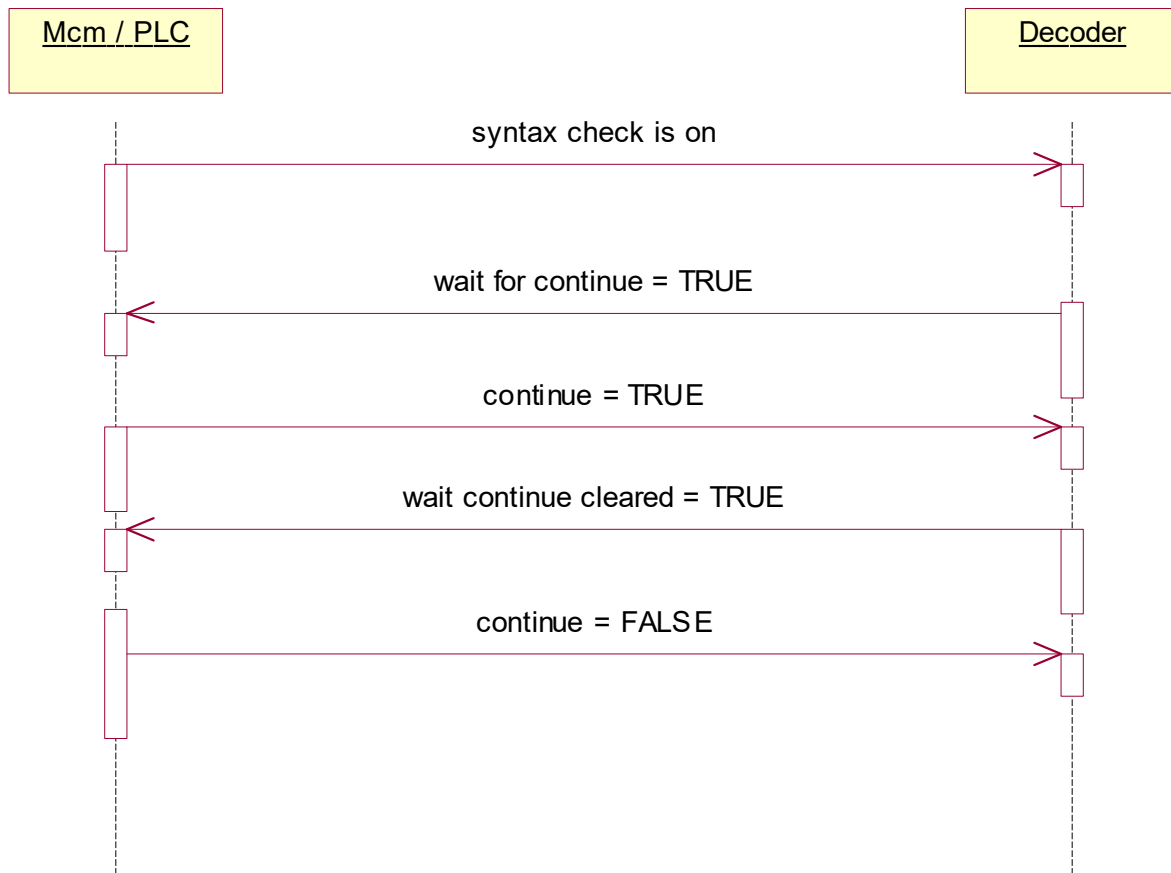 Mcm / PLC
Decoder
syntax check is on
wait for continue = TRUE
continue = TRUE
wait continue cleared = TRUE
continue = FALSE